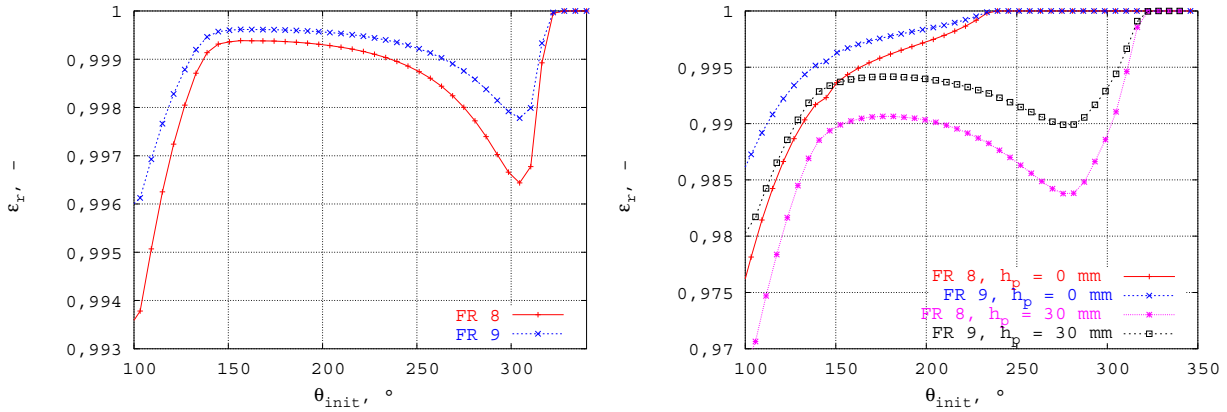 1
0,999
0,998
0,997
0,996
0,995
0,994
0,993
εr, –
100
150
200
250
300
θinit, °
FR 8
FR 9
1
0,995
0,99
0,985
0,98
0,975
0,97
εr, –
100
150
200
250
300
350
θinit, °
FR 8, hp = 0 mm
FR 9, hp = 0 mm
FR 8, hp = 30 mm
FR 9, hp = 30 mm